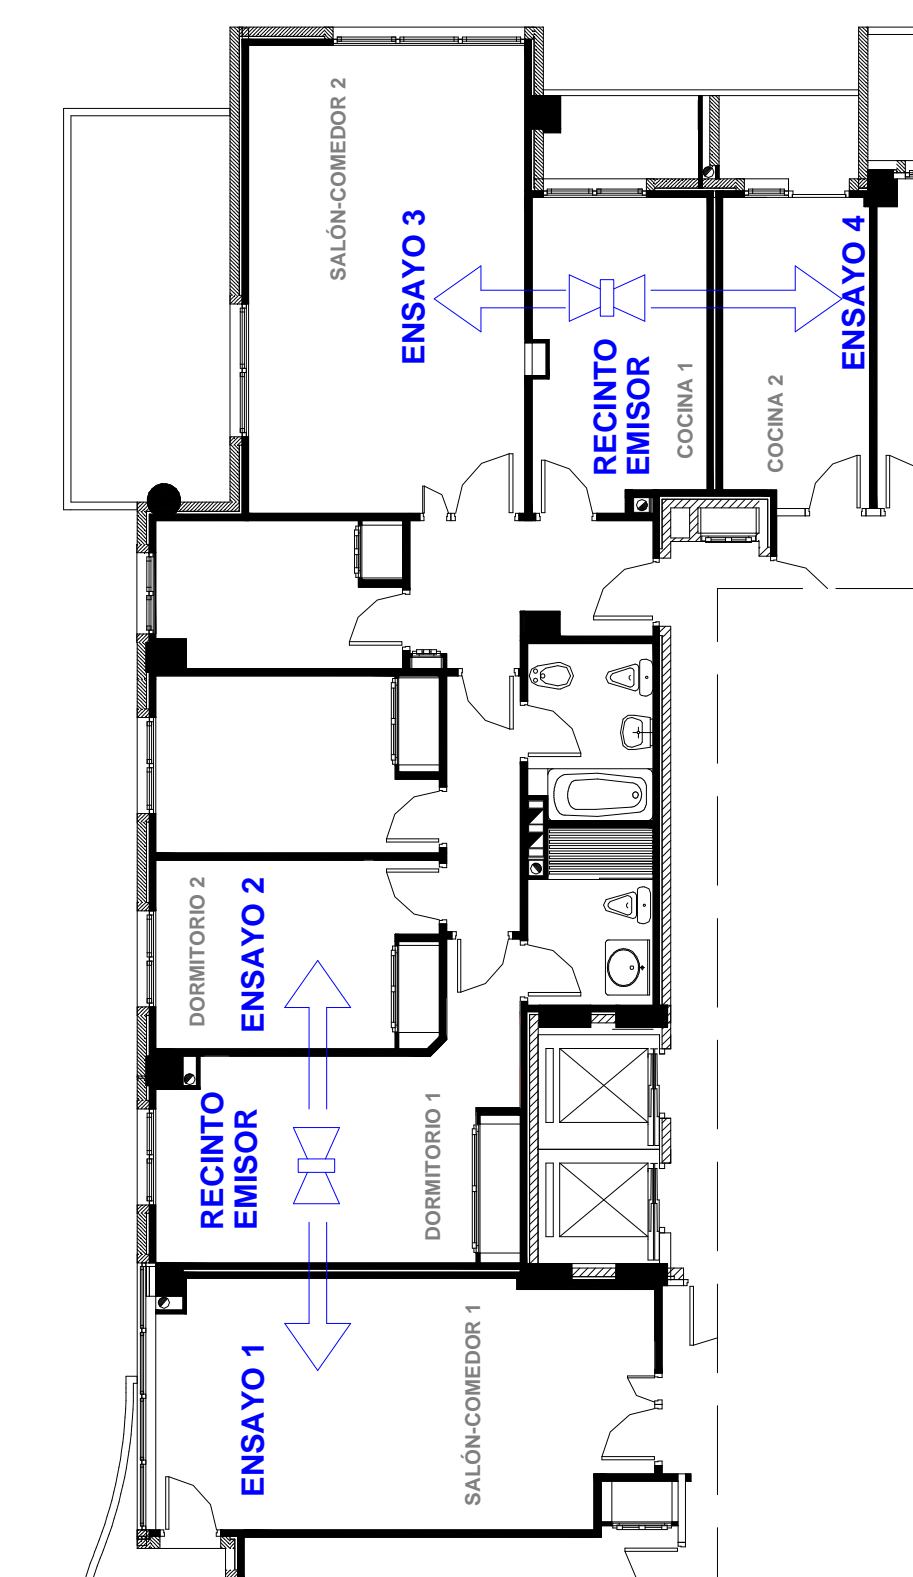 SALÓN-COMEDOR 2
ENSAYO 3
RECINTO
EMISOR
COCINA 1
COCINA 2
ENSAYO 4
DORMITORIO 2
ENSAYO 2
RECINTO
EMISOR
DORMITORIO 1
ENSAYO 1
SALÓN-COMEDOR 1